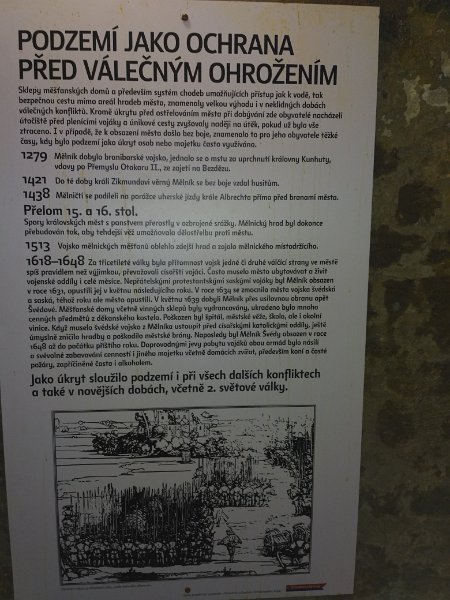 PODZEMÍ JAKO OCHRANA
PŘED VÁLEČNÝM OHROŽENÍM
Sklepy měšťanských domů a především systém chodeb umožňujících přístup jak k vodě, tak
bezpečnou cestu mimo areál hradeb města, znamenaly velkou výhodu i v neklidných dobách
válečných konfliktů. Kromě úkrytu před ostřelováním města při dobývání zde obyvatelé nacházeli
útočiště před plenícími vojáky a únikové cesty zvyšovaly naději na útěk, pokud už bylo vše
ztraceno. I v případě, že k obsazení města došlo bez boje, znamenalo to pro jeho obyvatele těžké
časy, kdy bylo podzemí jako úkryt osob nebo majetku často využíváno.
1279 Mělník dobylo braniborské vojsko, jednalo se o mstu za uprchnutí královny Kunhuty,
vdovy po Přemyslu Otakaru II., ze zajetí na Bezdězu.
1421 Do té doby králi Zikmundovi věrný Mělník se bez boje vzdal husitům.
1438 Mělničtí se podíleli na porážce uherské jízdy krále Albrechta přímo před branami města.
Přelom 15. a 16. stol.
Spory královských měst s panstvem přerostly v ozbrojené srážky. Mělnický hrad byl dokonce
přebudován tak, aby tehdejší věž umožňovala dělostřelbu proti městu.
1513 Vojsko mělnických měšťanů oblehlo zdejší hrad a zajalo mělnického místodržícího.
1618–1648 Za třicetileté války byla přítomnost vojsk jedné či druhé válčící strany ve městě
spíš pravidlem než výjimkou, převažovali císařští vojáci. Často muselo město ubytovávat a živit
vojenské oddíly i celé měsíce. Nepřátelskými protestantskými saskými vojáky byl Mělník obsazen
v roce 1631, opustili jej v květnu následujícího roku. V roce 1634 se zmocnila města vojska švédská
a saská, téhož roku ale město opustili. V květnu 1639 dobyli Mělník přes usilovnou obranu opět
Švédové. Měšťanské domy včetně vinných sklepů byly vydrancovány, ukradeno bylo mnoho
cenných předmětů z děkanského kostela. Poškozen byl špitál, městské věže, škola, ale i okolní
vinice. Když muselo švédské vojsko z Mělníka ustoupit před císařskými katolickými oddíly, ještě
úmyslně zničilo hradby a poškodilo městské brány. Naposledy byl Mělník Švédy obsazen v roce
1648 až do počátku příštího roku. Doprovodnými jevy pobytu vojáků obou armád bylo násilí
a svévolné zabavování cenností i jiného majetku včetně domácích zvířat, především koní a časté
požáry, zapříčiněné často i alkoholem.
Jako úkryt sloužilo podzemí i při všech dalších konfliktech
a také v novějších dobách, včetně 2. světové války.